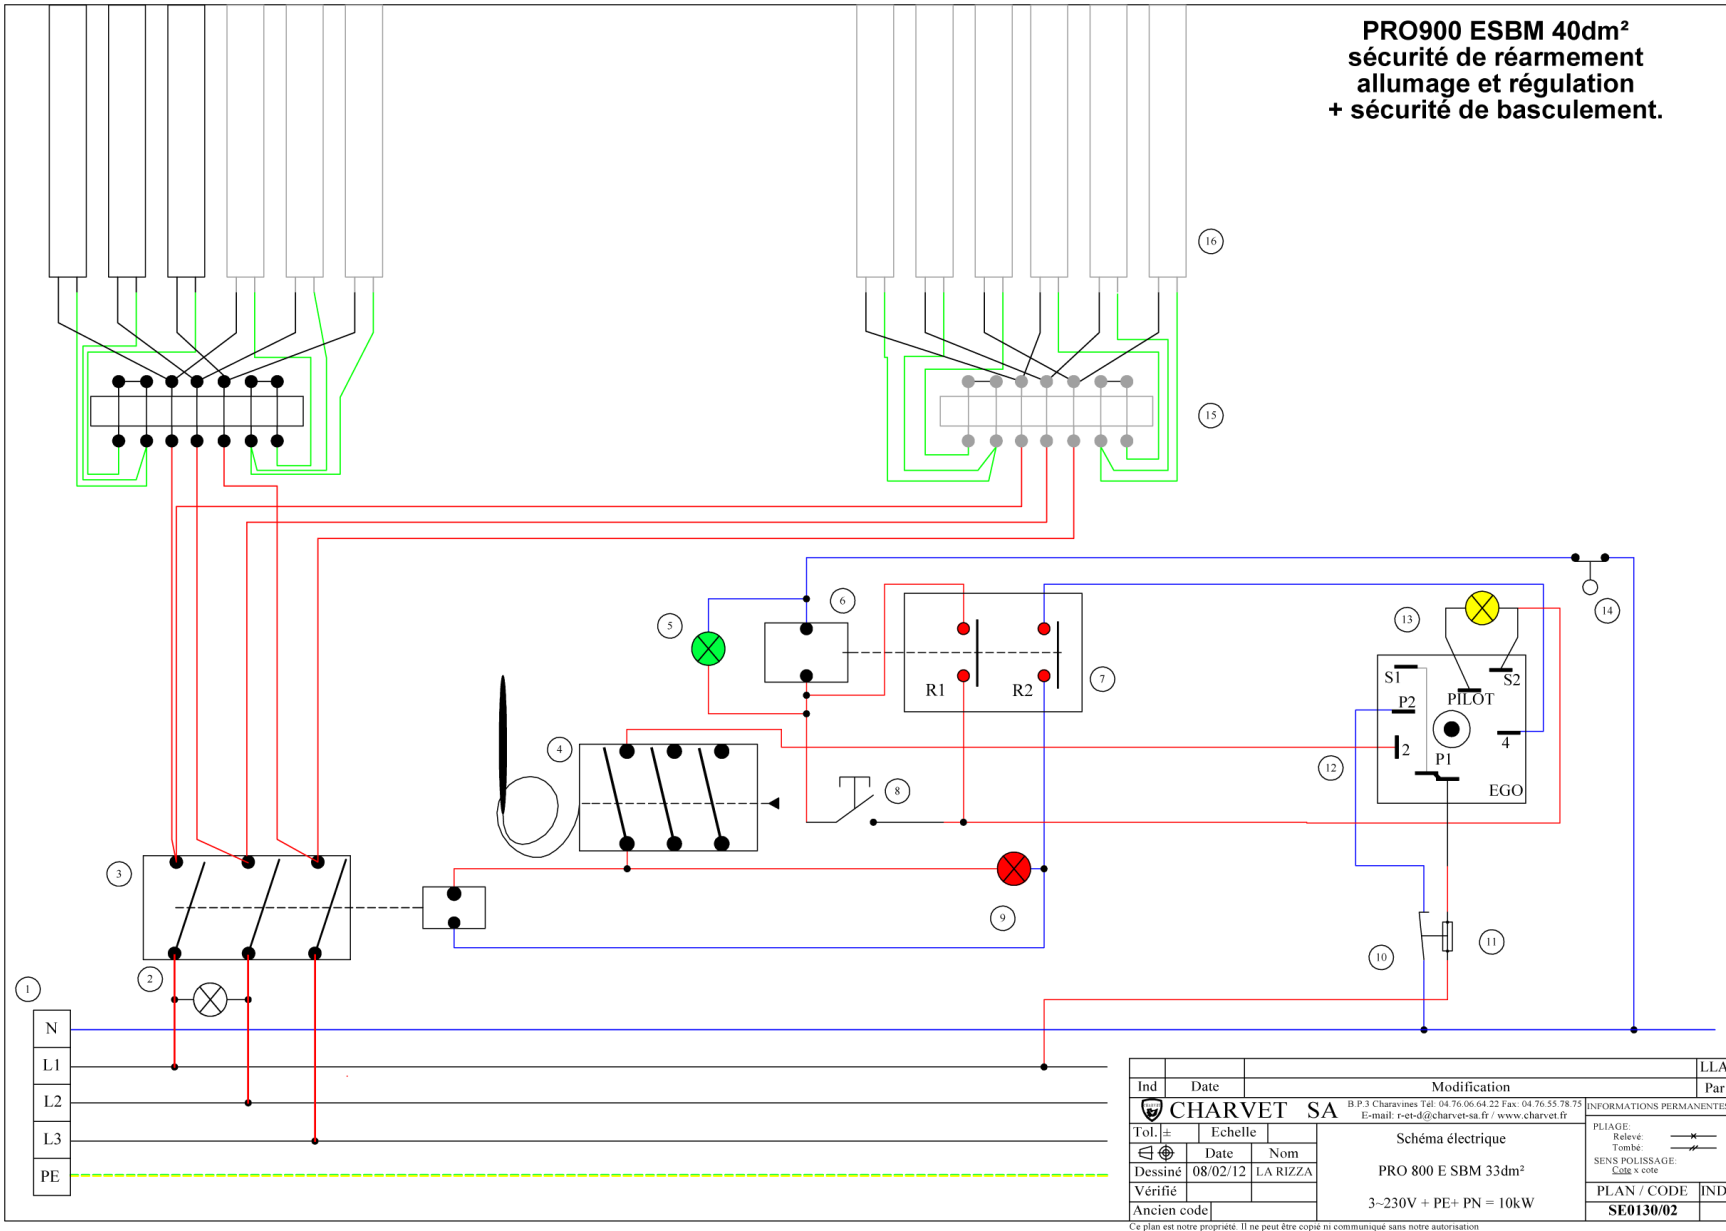 PRO900 ESBM 40dm²
sécurité de réarmement
allumage et régulation
+ sécurité de basculement.
16
15
14
13
6
5
7
S1
S2
PILOT
P2
R1
R2
4
2
4
P1
12
8
EGO
3
9
11
10
2
1
N
L1
L2
L3
PE
LLA
Ind Date Modification Par
CHARVET SA
B.P.3 Charavines Tél: 04.76.06.64.22 Fax: 04.76.55.78.75
E-mail: r-et-d@charvet-sa.fr / www.charvet.fr
INFORMATIONS PERMANENTES
Tol. ± Echelle
Schéma électrique
PLIAGE:
Relevé:
Tombé:
SENS POLISSAGE:
Cote x cote
Date Nom
Dessiné 08/02/12 LA RIZZA
PRO 800 E SBM 33dm²
Vérifié
3~230V + PE+ PN = 10kW
PLAN / CODE IND
Ancien code
SE0130/02
Ce plan est notre propriété. Il ne peut être copié ni communiqué sans notre autorisation